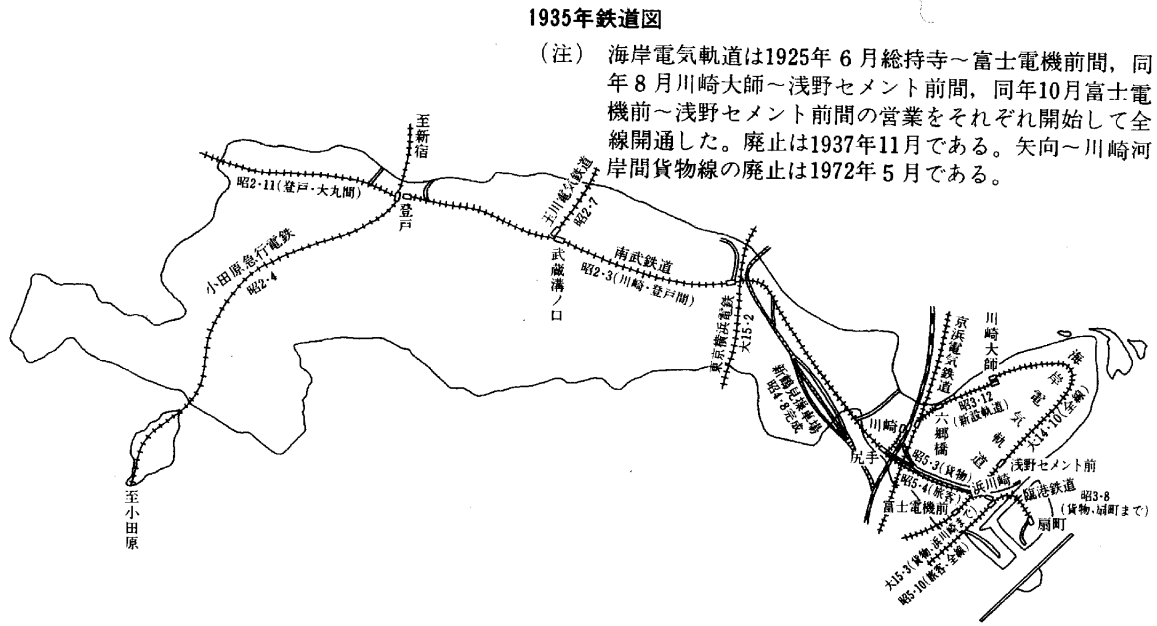 1935年鉄道図
(注) 海岸電気軌道は1925年6月総持寺~富士電機前間,同
年8月川崎大師~浅野セメント前間,同年10月富士電
機前~浅野セメント前間の営業をそれぞれ開始して全
線開通した。廃止は1937年11月である。矢向~川崎河
岸間貨物線の廃止は1972年5月である。
至新宿
昭2・11(登戸・大丸間)
登戸
玉川電気鉄道
昭2・7
武蔵溝ノ口
小田原急行電鉄
昭2・4
南武鉄道
昭2・3(川崎・登戸間)
東京横浜電鉄
大15・2
新鶴見操車場
昭4・8完成
京浜電気鉄道
川崎大師
海岸電気軌道
大14・10(全線)
昭3・12
(新設軌道)
六郷橋
川崎
尻手
昭5・3(貨物)
昭5・4(旅客)
浜川崎
浅野セメント前
臨港鉄道
昭3・8
(貨物、扇町まで)
扇町
富士電機前
大15・3(貨物、浜川崎まで)
昭5・10(旅客・全線)
至小田原